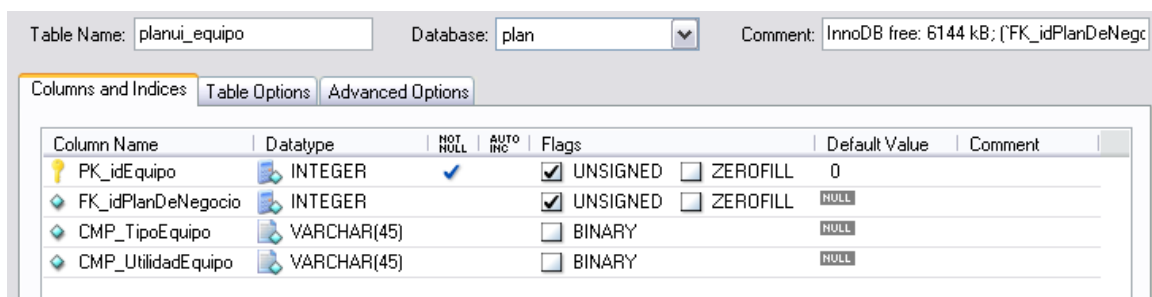 Table Name: planui_equipo Database: plan Comment: InnoDB free: 6144 kB; (`FK_idPlanDeNegc
Columns and Indices Table Options Advanced Options
Column Name Datatype NOT NULL AUTO INC Flags Default Value Comment
PK_idEquipo INTEGER UNSIGNED ZEROFILL 0
FK_idPlanDeNegocio INTEGER UNSIGNED ZEROFILL NULL
CMP_TipoEquipo VARCHAR(45) BINARY NULL
CMP_UtilidadEquipo VARCHAR(45) BINARY NULL